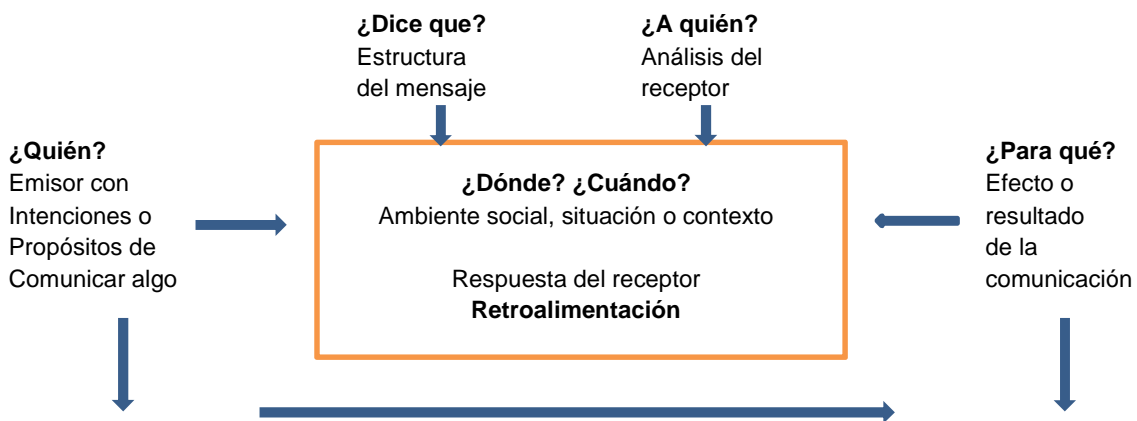 ¿Dice que?
Estructura
del mensaje
¿A quién?
Análisis del
receptor
¿Quién?
Emisor con
Intenciones o
Propósitos de
Comunicar algo
¿Dónde? ¿Cuándo?
Ambiente social, situación o contexto
Respuesta del receptor
Retroalimentación
¿Para qué?
Efecto o
resultado
de la
comunicación